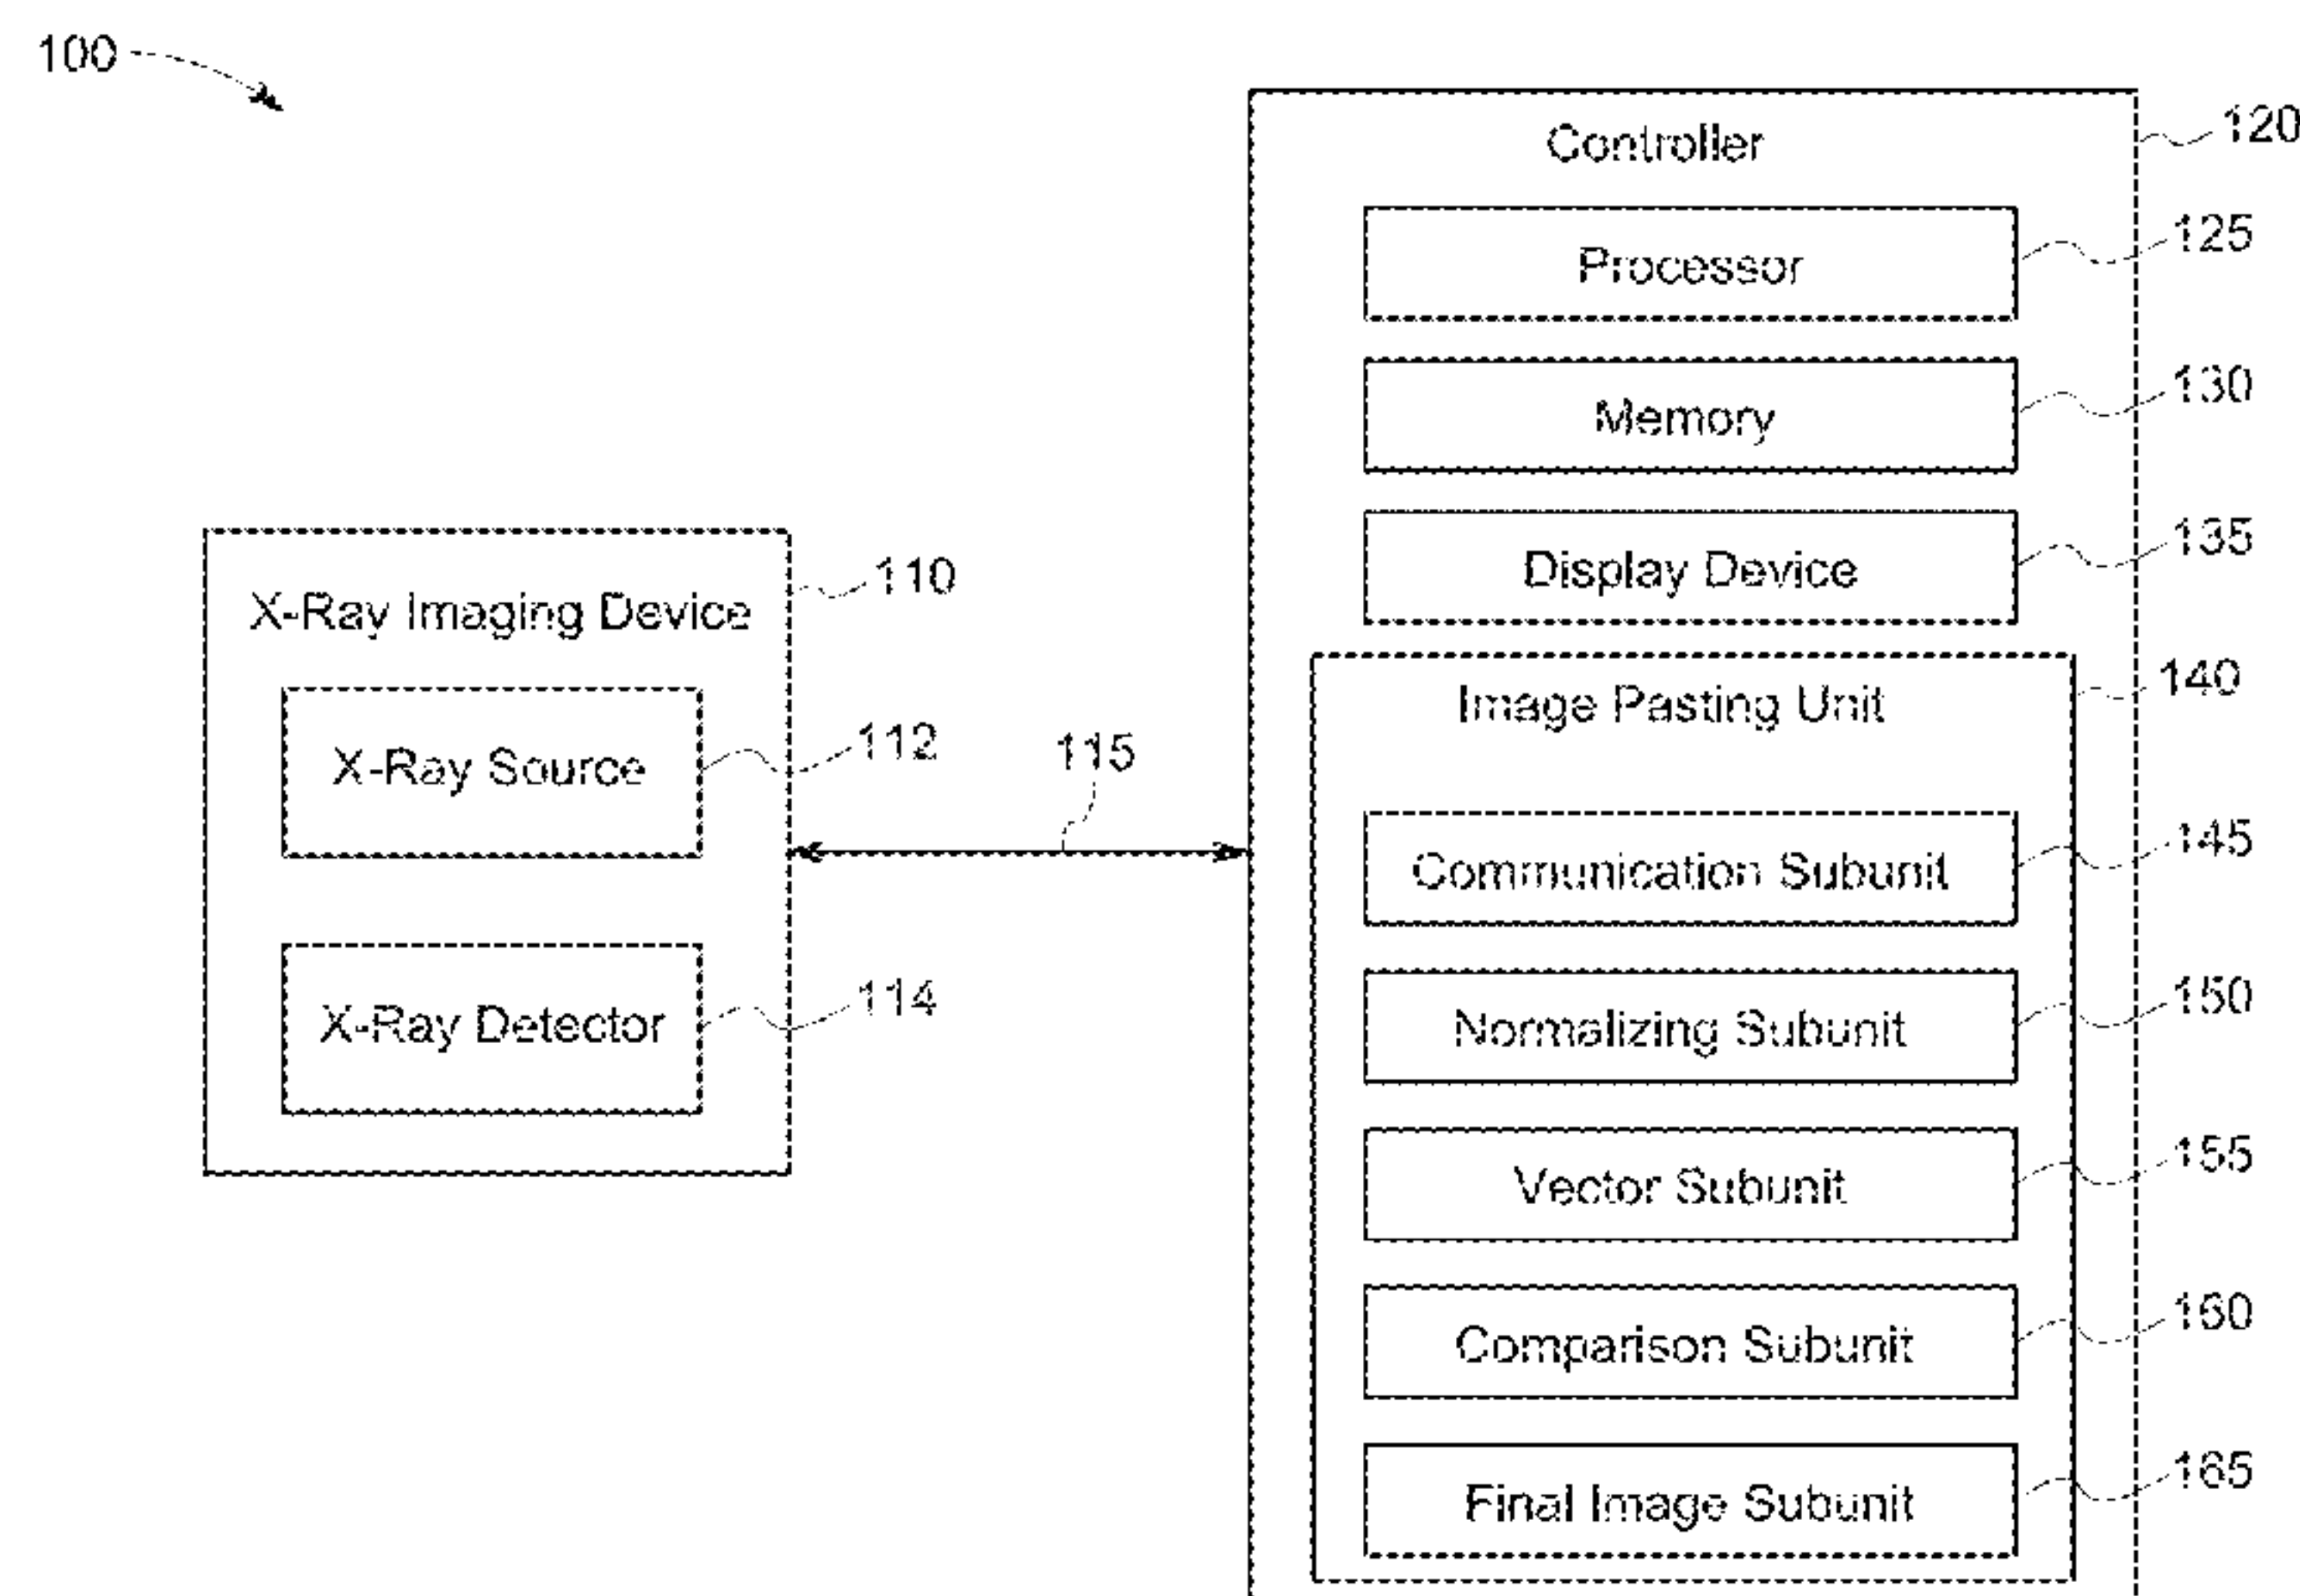 100
Controller
120
Processor
125
Memory
130
Display Device
135
X-Ray Imaging Device
110
Image Pasting Unit
140
X-Ray Source
112
115
Communication Subunit
145
X-Ray Detector
114
Normalizing Subunit
150
Vector Subunit
155
Comparison Subunit
160
Final Image Subunit
165